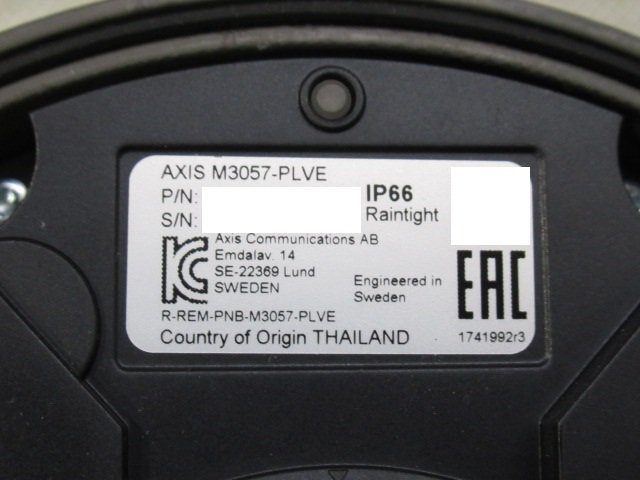 AXIS M3057-PLVE
P/N:
IP66
S/N:
Raintight
Axis Communications AB
Emdalav. 14
SE-22369 Lund
SWEDEN
Engineered in
Sweden
EAC
R-REM-PNB-M3057-PLVE
Country of Origin THAILAND
1741992r3